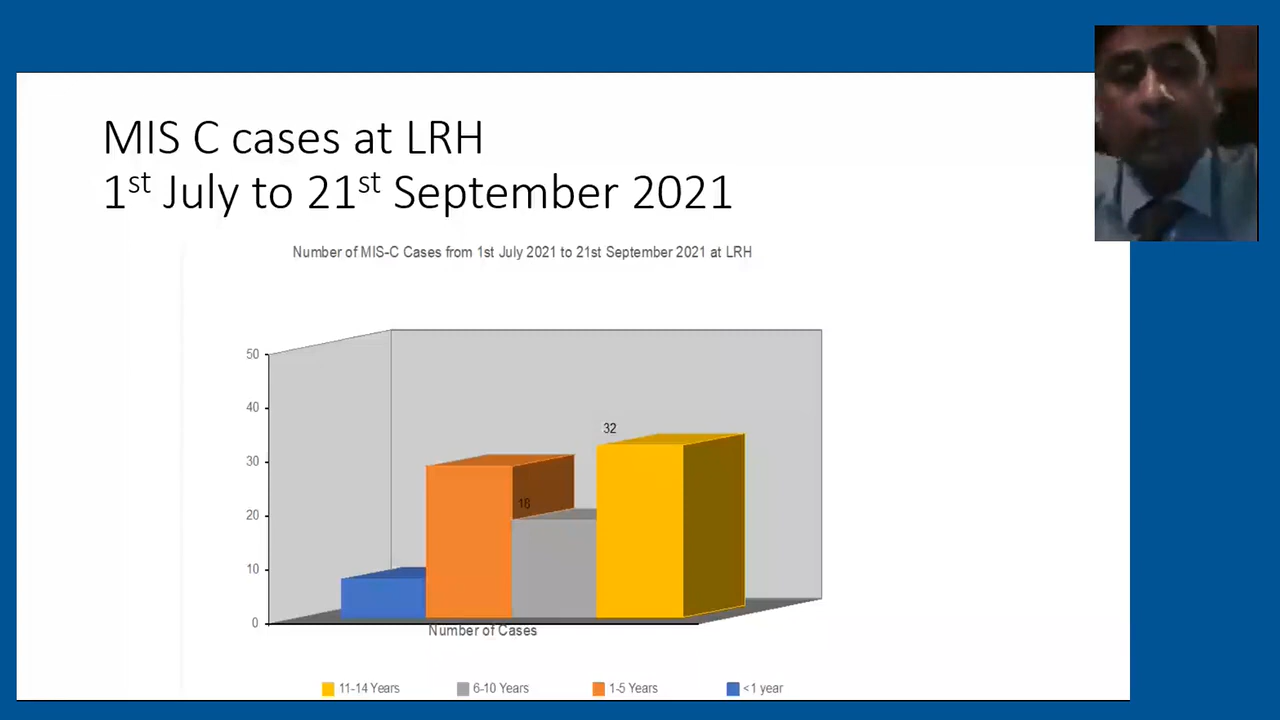 MIS C cases at LRH
1st July to 21st September 2021
Number of MIS-C Cases from 1st July 2021 to 21st September 2021 at LRH
50
40
30
20
10
0
32
18
Number of Cases
11-14 Years
6-10 Years
1-5 Years
<1 year